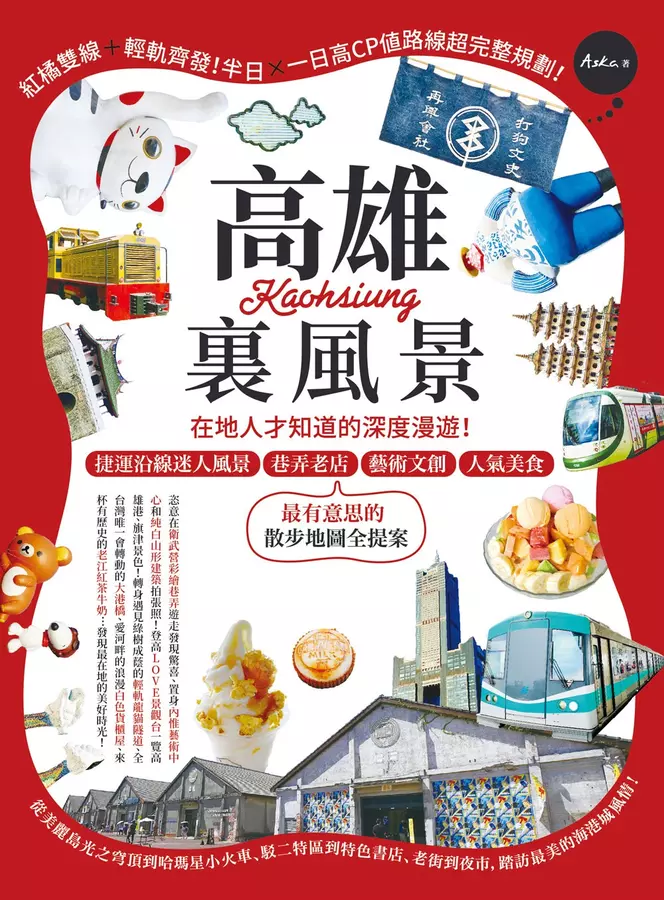 紅橘雙線+輕軌齊發!半日×一日高CP值路線超完整規劃!
Aska 著
打狗文史
再興會社
高雄
Kaohsiung
裏風景
在地人才知道的深度漫遊!
捷運沿線迷人風景 巷弄老店 藝術文創 人氣美食
最有意思的
散步地圖全提案
恣意在衛武營彩繪巷弄遊走發現驚喜、置身內惟藝術中
心和純白山形建築拍張照!登高LOVE景觀台一覽高
雄港、旗津景色!轉身遇見綠樹成蔭的輕軌龍貓隧道、全
台灣唯一會轉動的大港橋、愛河畔的浪漫白色貨櫃屋、來
杯有歷史的老江紅茶牛奶…發現最在地的美好時光!
從美麗島光之穹頂到哈瑪星小火車、駁二特區到特色書店、老街到夜市,踏訪最美的海港城風情!